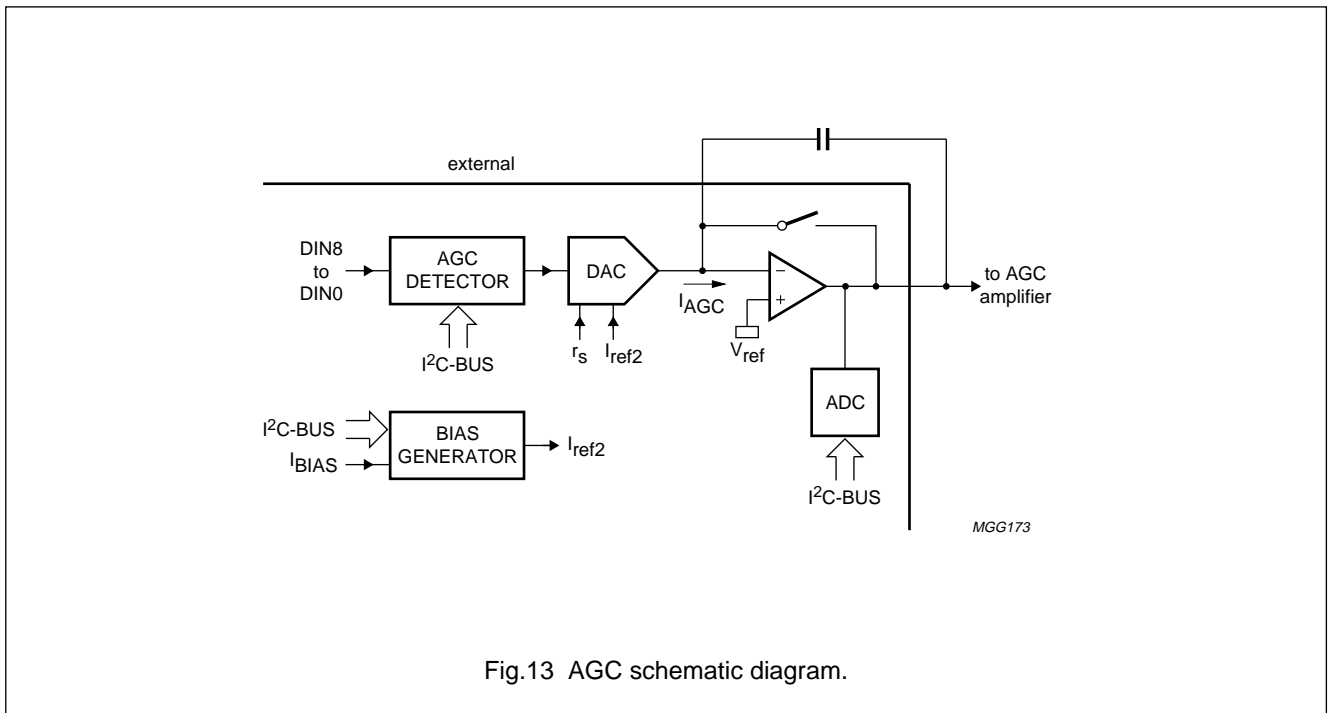 external
DIN8
to
DIN0
AGC
DETECTOR
DAC
I²C-BUS
rₛ
I_ref2
I_AGC
V_ref
to AGC
amplifier
ADC
I²C-BUS
I²C-BUS
I_BIAS
BIAS
GENERATOR
I_ref2
MGG173
Fig.13 AGC schematic diagram.